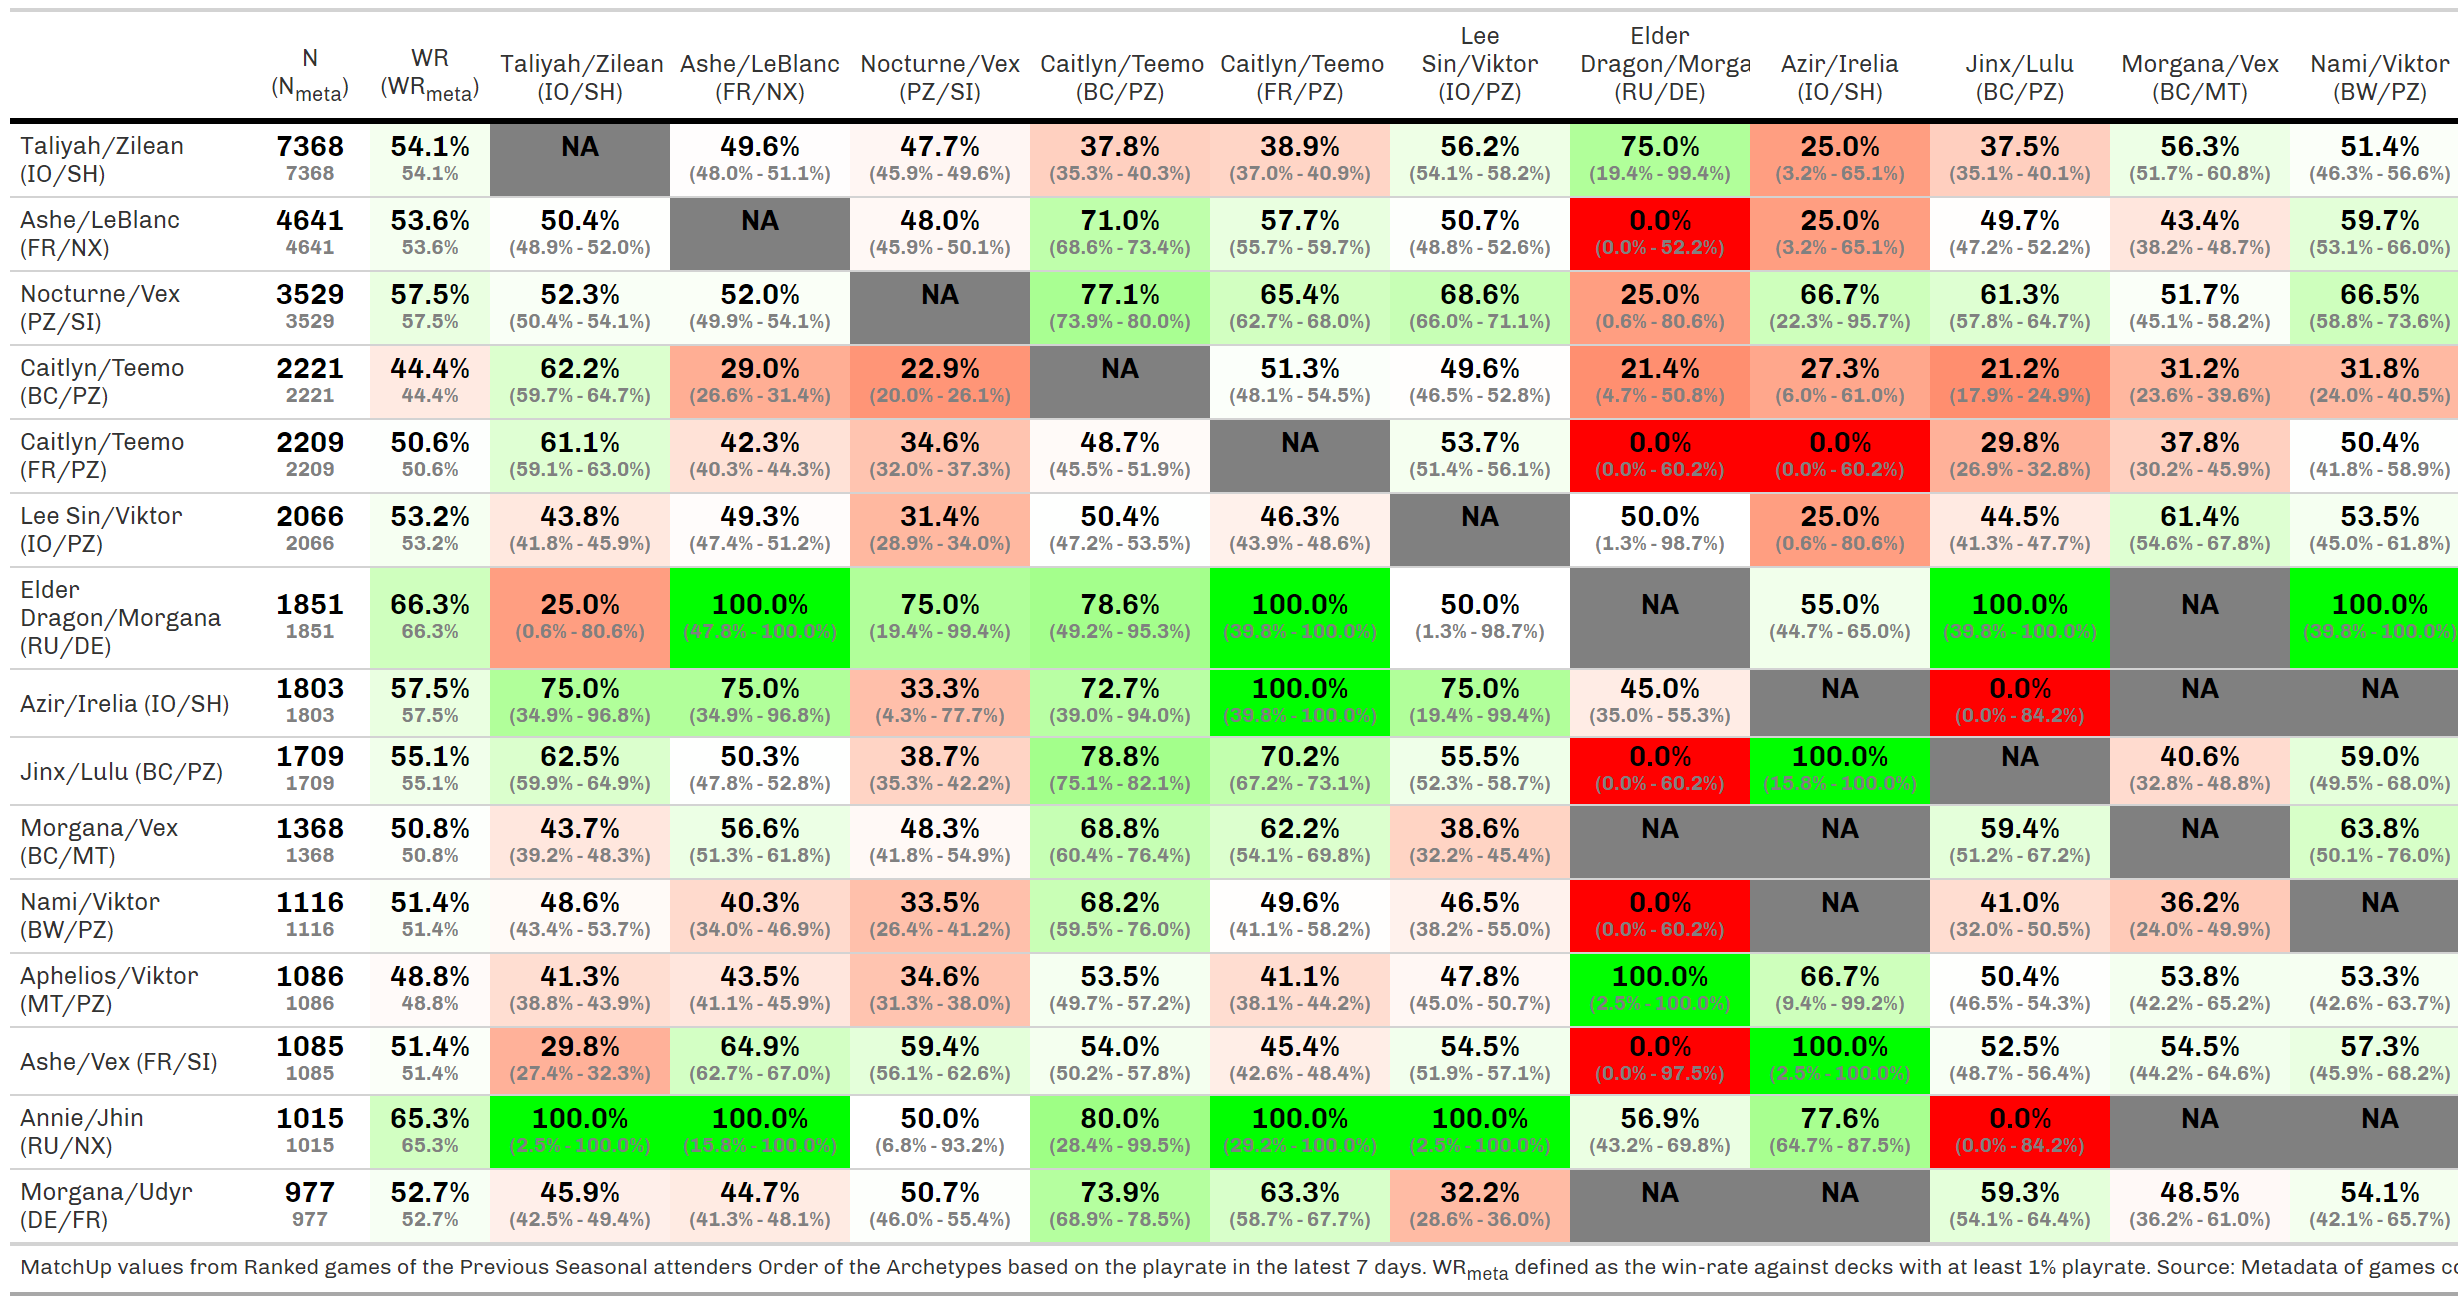 N (Nmeta) WR (WRmeta) Taliyah/Zilean (IO/SH) Ashe/LeBlanc (FR/NX) Nocturne/Vex (PZ/SI) Caitlyn/Teemo (BC/PZ) Caitlyn/Teemo (FR/PZ) Lee Sin/Viktor (IO/PZ) Elder Dragon/Morga (RU/DE) Azir/Irelia (IO/SH) Jinx/Lulu (BC/PZ) Morgana/Vex (BC/MT) Nami/Viktor (BW/PZ)
Taliyah/Zilean 7368 54.1% NA 49.6% 47.7% 37.8% 38.9% 56.2% 75.0% 25.0% 37.5% 56.3% 51.4%
(IO/SH) 7368 54.1% (48.0% - 51.1%) (45.9% - 49.6%) (35.3% - 40.3%) (37.0% - 40.9%) (54.1% - 58.2%) (19.4% - 99.4%) (3.2% - 65.1%) (35.1% - 40.1%) (51.7% - 60.8%) (46.3% - 56.6%)
Ashe/LeBlanc 4641 53.6% 50.4% NA 48.0% 71.0% 57.7% 50.7% 0.0% 25.0% 49.7% 43.4% 59.7%
(FR/NX) 4641 53.6% (48.9% - 52.0%) (45.9% - 50.1%) (68.6% - 73.4%) (55.7% - 59.7%) (48.8% - 52.6%) (0.0% - 52.2%) (3.2% - 65.1%) (47.2% - 52.2%) (38.2% - 48.7%) (53.1% - 66.0%)
Nocturne/Vex 3529 57.5% 52.3% 52.0% NA 77.1% 65.4% 68.6% 25.0% 66.7% 61.3% 51.7% 66.5%
(PZ/SI) 3529 57.5% (50.4% - 54.1%) (49.9% - 54.1%) (73.9% - 80.0%) (62.7% - 68.0%) (66.0% - 71.1%) (0.6% - 80.6%) (22.3% - 95.7%) (57.8% - 64.7%) (45.1% - 58.2%) (58.8% - 73.6%)
Caitlyn/Teemo 2221 44.4% 62.2% 29.0% 22.9% NA 51.3% 49.6% 21.4% 27.3% 21.2% 31.2% 31.8%
(BC/PZ) 2221 44.4% (59.7% - 64.7%) (26.6% - 31.4%) (20.0% - 26.1%) (48.1% - 54.5%) (46.5% - 52.8%) (4.7% - 50.8%) (6.0% - 61.0%) (17.9% - 24.9%) (23.6% - 39.6%) (24.0% - 40.5%)
Caitlyn/Teemo 2209 50.6% 61.1% 42.3% 34.6% 48.7% NA 53.7% 0.0% 0.0% 29.8% 37.8% 50.4%
(FR/PZ) 2209 50.6% (59.1% - 63.0%) (40.3% - 44.3%) (32.0% - 37.3%) (45.5% - 51.9%) (51.4% - 56.1%) (0.0% - 60.2%) (0.0% - 60.2%) (26.9% - 32.8%) (30.2% - 45.9%) (41.8% - 58.9%)
Lee Sin/Viktor 2066 53.2% 43.8% 49.3% 31.4% 50.4% 46.3% NA 50.0% 25.0% 44.5% 61.4% 53.5%
(IO/PZ) 2066 53.2% (41.8% - 45.9%) (47.4% - 51.2%) (28.9% - 34.0%) (47.2% - 53.5%) (43.9% - 48.6%) (1.3% - 98.7%) (0.6% - 80.6%) (41.3% - 47.7%) (54.6% - 67.8%) (45.0% - 61.8%)
Elder
Dragon/Morgana 1851 66.3% 25.0% 100.0% 75.0% 78.6% 100.0% 50.0% NA 55.0% 100.0% NA 100.0%
(RU/DE) 1851 66.3% (0.6% - 80.6%) (47.8% - 100.0%) (19.4% - 99.4%) (49.2% - 95.3%) (39.8% - 100.0%) (1.3% - 98.7%) (44.7% - 65.0%) (39.8% - 100.0%) (39.8% - 100.0%)
Azir/Irelia (IO/SH) 1803 57.5% 75.0% 75.0% 33.3% 72.7% 100.0% 75.0% 45.0% NA 0.0% NA NA
1803 57.5% (34.9% - 96.8%) (34.9% - 96.8%) (4.3% - 77.7%) (39.0% - 94.0%) (39.8% - 100.0%) (19.4% - 99.4%) (35.0% - 55.3%) (0.0% - 84.2%)
Jinx/Lulu (BC/PZ) 1709 55.1% 62.5% 50.3% 38.7% 78.8% 70.2% 55.5% 0.0% 100.0% NA 40.6% 59.0%
1709 55.1% (59.9% - 64.9%) (47.8% - 52.8%) (35.3% - 42.2%) (75.1% - 82.1%) (67.2% - 73.1%) (52.3% - 58.7%) (0.0% - 60.2%) (15.8% - 100.0%) (32.8% - 48.8%) (49.5% - 68.0%)
Morgana/Vex 1368 50.8% 43.7% 56.6% 48.3% 68.8% 62.2% 38.6% NA NA 59.4% NA 63.8%
(BC/MT) 1368 50.8% (39.2% - 48.3%) (51.3% - 61.8%) (41.8% - 54.9%) (60.4% - 76.4%) (54.1% - 69.8%) (32.2% - 45.4%) (51.2% - 67.2%) (50.1% - 76.0%)
Nami/Viktor 1116 51.4% 48.6% 40.3% 33.5% 68.2% 49.6% 46.5% 0.0% NA 41.0% 36.2% NA
(BW/PZ) 1116 51.4% (43.4% - 53.7%) (34.0% - 46.9%) (26.4% - 41.2%) (59.5% - 76.0%) (41.1% - 58.2%) (38.2% - 55.0%) (0.0% - 60.2%) (32.0% - 50.5%) (24.0% - 49.9%)
Aphelios/Viktor 1086 48.8% 41.3% 43.5% 34.6% 53.5% 41.1% 47.8% 100.0% 66.7% 50.4% 53.8% 53.3%
(MT/PZ) 1086 48.8% (38.8% - 43.9%) (41.1% - 45.9%) (31.3% - 38.0%) (49.7% - 57.2%) (38.1% - 44.2%) (45.0% - 50.7%) (2.5% - 100.0%) (9.4% - 99.2%) (46.5% - 54.3%) (42.2% - 65.2%) (42.6% - 63.7%)
Ashe/Vex (FR/SI) 1085 51.4% 29.8% 64.9% 59.4% 54.0% 45.4% 54.5% 0.0% 100.0% 52.5% 54.5% 57.3%
1085 51.4% (27.4% - 32.3%) (62.7% - 67.0%) (56.1% - 62.6%) (50.2% - 57.8%) (42.6% - 48.4%) (51.9% - 57.1%) (0.0% - 97.5%) (2.5% - 100.0%) (48.7% - 56.4%) (44.2% - 64.6%) (45.9% - 68.2%)
Annie/Jhin 1015 65.3% 100.0% 100.0% 50.0% 80.0% 100.0% 100.0% 56.9% 77.6% 0.0% NA NA
(RU/NX) 1015 65.3% (2.5% - 100.0%) (15.8% - 100.0%) (6.8% - 93.2%) (28.4% - 99.5%) (29.2% - 100.0%) (2.5% - 100.0%) (43.2% - 69.8%) (64.7% - 87.5%) (0.0% - 84.2%)
Morgana/Udyr 977 52.7% 45.9% 44.7% 50.7% 73.9% 63.3% 32.2% NA NA 59.3% 48.5% 54.1%
(DE/FR) 977 52.7% (42.5% - 49.4%) (41.3% - 48.1%) (46.0% - 55.4%) (68.9% - 78.5%) (58.7% - 67.7%) (28.6% - 36.0%) (54.1% - 64.4%) (36.2% - 61.0%) (42.1% - 65.7%)
MatchUp values from Ranked games of the Previous Seasonal attenders Order of the Archetypes based on the playrate in the latest 7 days. WRmeta defined as the win-rate against decks with at least 1% playrate. Source: Metadata of games